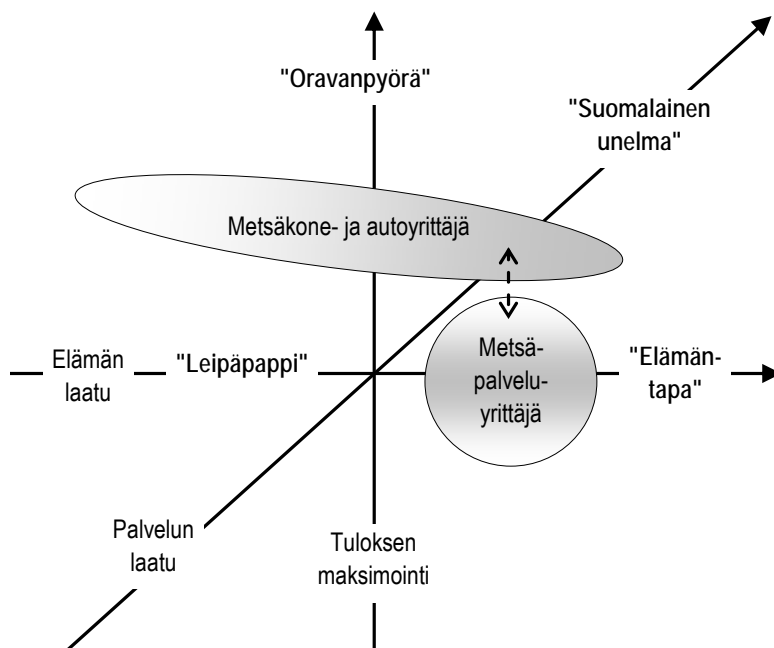 "Oravanpyörä"
"Suomalainen
unelma"
Metsäkone- ja autoyrittäjä
Elämän
laatu
"Leipäpappi"
Metsä-
palvelu-
yrittäjä
"Elämän-
tapa"
Palvelun
laatu
Tuloksen
maksimointi